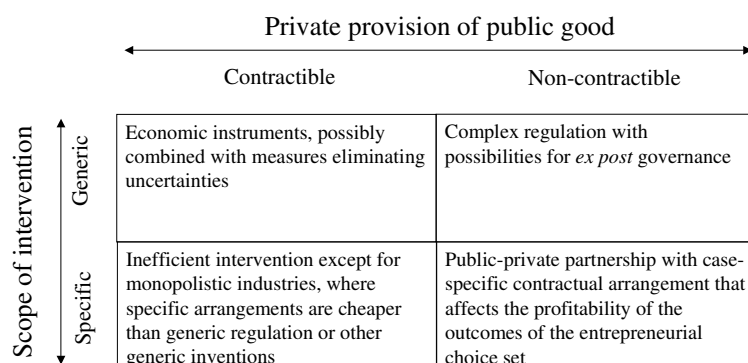 Private provision of public good
Contractible
Non-contractible
Scope of intervention
Generic
Economic instruments, possibly
combined with measures eliminating
uncertainties
Complex regulation with
possibilities for ex post governance
Specific
Inefficient intervention except for
monopolistic industries, where
specific arrangements are cheaper
than generic regulation or other
generic inventions
Public-private partnership with case-
specific contractual arrangement that
affects the profitability of the
outcomes of the entrepreneurial
choice set